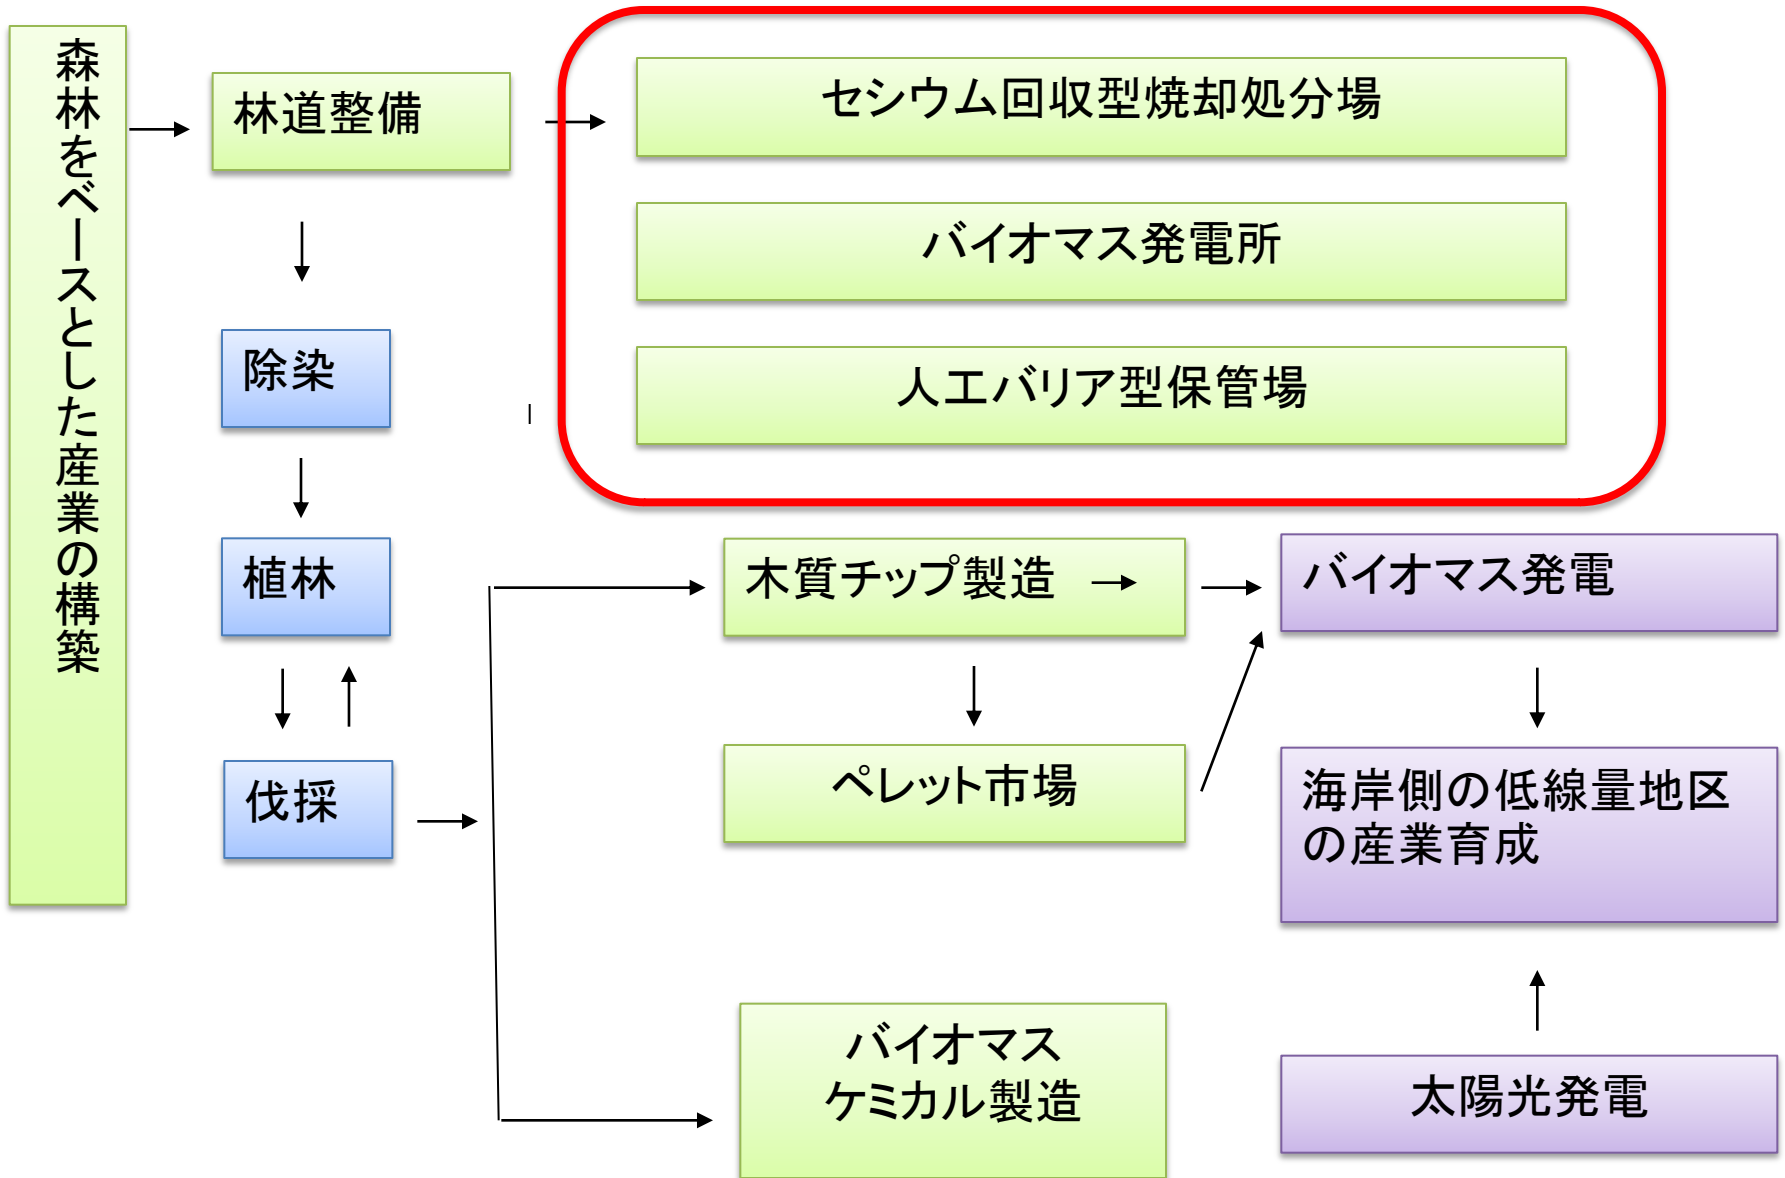 森林をベースとした産業の構築
林道整備
セシウム回収型焼却処分場
バイオマス発電所
人工バリア型保管場
除染
植林
伐採
木質チップ製造 →
ペレット市場
バイオマス
ケミカル製造
バイオマス発電
海岸側の低線量地区
の産業育成
太陽光発電